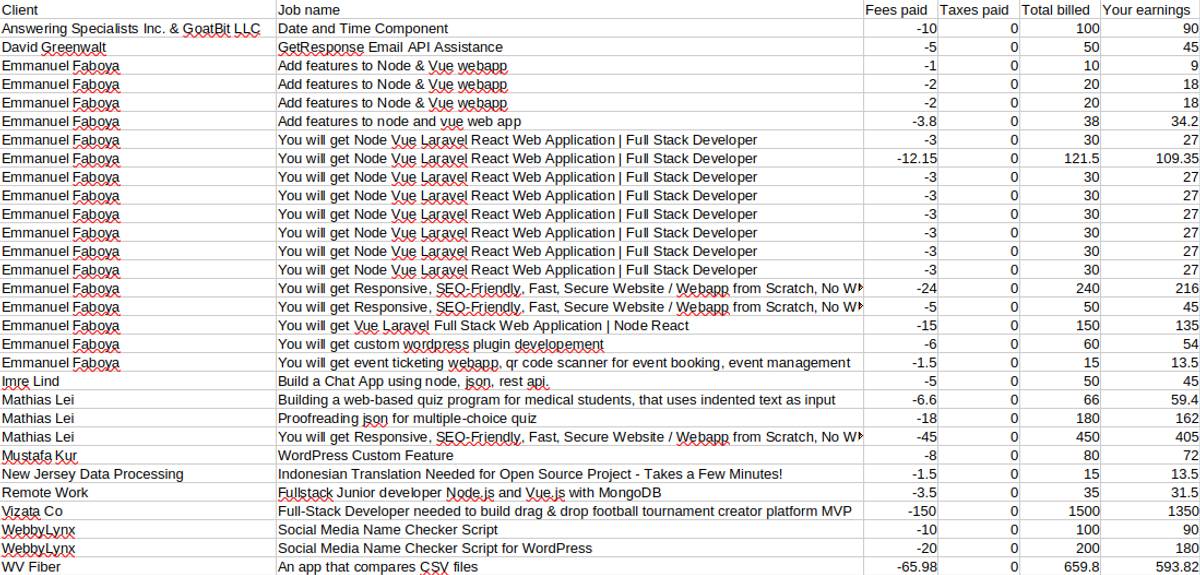 Client Job name Fees paid Taxes paid Total billed Your earnings
Answering Specialists Inc. & GoatBit LLC Date and Time Component -10 0 100 90
David Greenwalt GetResponse Email API Assistance -5 0 50 45
Emmanuel Faboya Add features to Node & Vue webapp -1 0 10 9
Emmanuel Faboya Add features to Node & Vue webapp -2 0 20 18
Emmanuel Faboya Add features to Node & Vue webapp -2 0 20 18
Emmanuel Faboya Add features to node and vue web app -3.8 0 38 34.2
Emmanuel Faboya You will get Node Vue Laravel React Web Application | Full Stack Developer -3 0 30 27
Emmanuel Faboya You will get Node Vue Laravel React Web Application | Full Stack Developer -12.15 0 121.5 109.35
Emmanuel Faboya You will get Node Vue Laravel React Web Application | Full Stack Developer -3 0 30 27
Emmanuel Faboya You will get Node Vue Laravel React Web Application | Full Stack Developer -3 0 30 27
Emmanuel Faboya You will get Node Vue Laravel React Web Application | Full Stack Developer -3 0 30 27
Emmanuel Faboya You will get Node Vue Laravel React Web Application | Full Stack Developer -3 0 30 27
Emmanuel Faboya You will get Node Vue Laravel React Web Application | Full Stack Developer -3 0 30 27
Emmanuel Faboya You will get Node Vue Laravel React Web Application | Full Stack Developer -3 0 30 27
Emmanuel Faboya You will get Responsive, SEO-Friendly, Fast, Secure Website / Webapp from Scratch, No W -24 0 240 216
Emmanuel Faboya You will get Responsive, SEO-Friendly, Fast, Secure Website / Webapp from Scratch, No W -5 0 50 45
Emmanuel Faboya You will get Vue Laravel Full Stack Web Application | Node React -15 0 150 135
Emmanuel Faboya You will get custom wordpress plugin developement -6 0 60 54
Emmanuel Faboya You will get event ticketing webapp, qr code scanner for event booking, event management -1.5 0 15 13.5
Imre Lind Build a Chat App using node, json, rest api. -5 0 50 45
Mathias Lei Building a web-based quiz program for medical students, that uses indented text as input -6.6 0 66 59.4
Mathias Lei Proofreading json for multiple-choice quiz -18 0 180 162
Mathias Lei You will get Responsive, SEO-Friendly, Fast, Secure Website / Webapp from Scratch, No W -45 0 450 405
Mustafa Kur WordPress Custom Feature -8 0 80 72
New Jersey Data Processing Indonesian Translation Needed for Open Source Project - Takes a Few Minutes! -1.5 0 15 13.5
Remote Work Fullstack Junior developer Node.js and Vue.js with MongoDB -3.5 0 35 31.5
Vizata Co Full-Stack Developer needed to build drag & drop football tournament creator platform MVP -150 0 1500 1350
WebbyLynx Social Media Name Checker Script -10 0 100 90
WebbyLynx Social Media Name Checker Script for WordPress -20 0 200 180
WV Fiber An app that compares CSV files -65.98 0 659.8 593.82